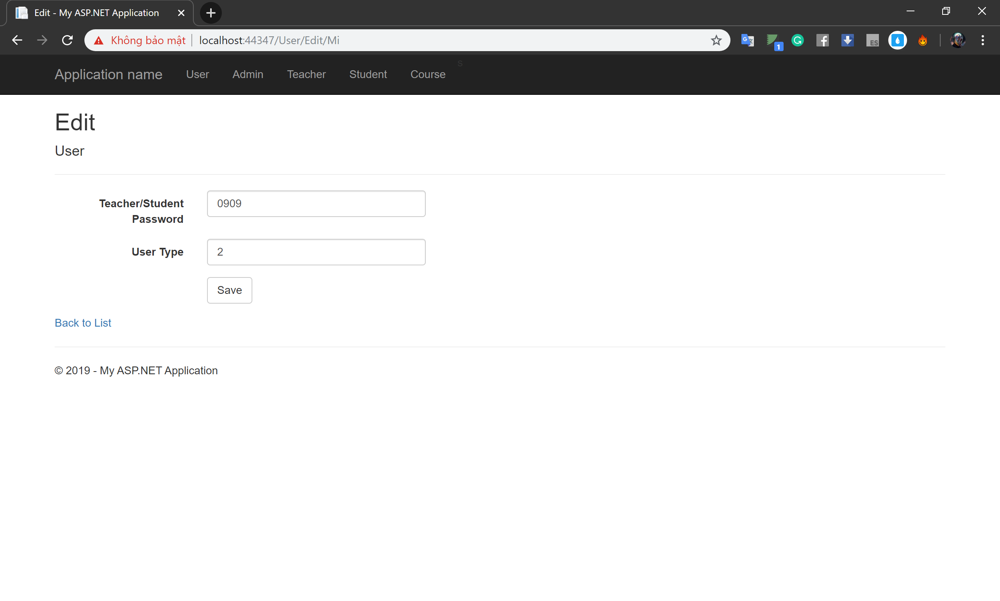 Edit - My ASP.NET Application
Không bảo mật localhost:44347/User/Edit/Mi
G 1 G f ES
Application name User Admin Teacher Student Course s
Edit
User
Teacher/Student Password 0909
User Type 2
Save
Back to List
© 2019 - My ASP.NET Application